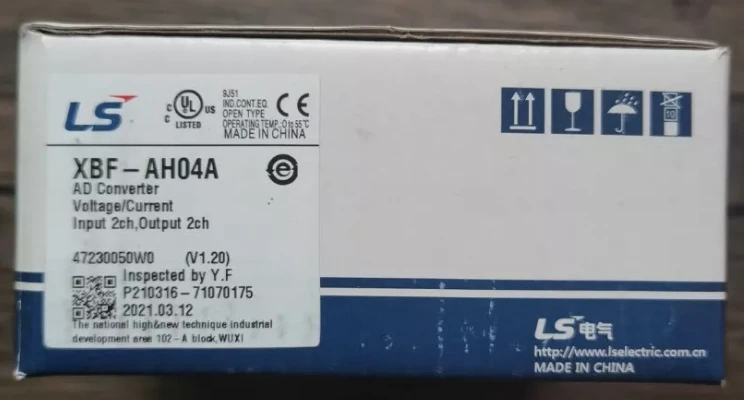 LS
C UL US
LISTED
9J51
IND.CONT.EQ.
OPEN TYPE
OPERATING TEMP.:0 to 55℃
MADE IN CHINA
CE
XBF-AH04A
e
AD Converter
Voltage/Current
Input 2ch,Output 2ch
47230050W0 (V1.20)
Inspected by Y.F
P210316-71070175
2021.03.12
The national high&new technique industrial
development area 102-A block,WUXI
10
LS电气
http://www.lselectric.com.cn
MADE IN CHINA